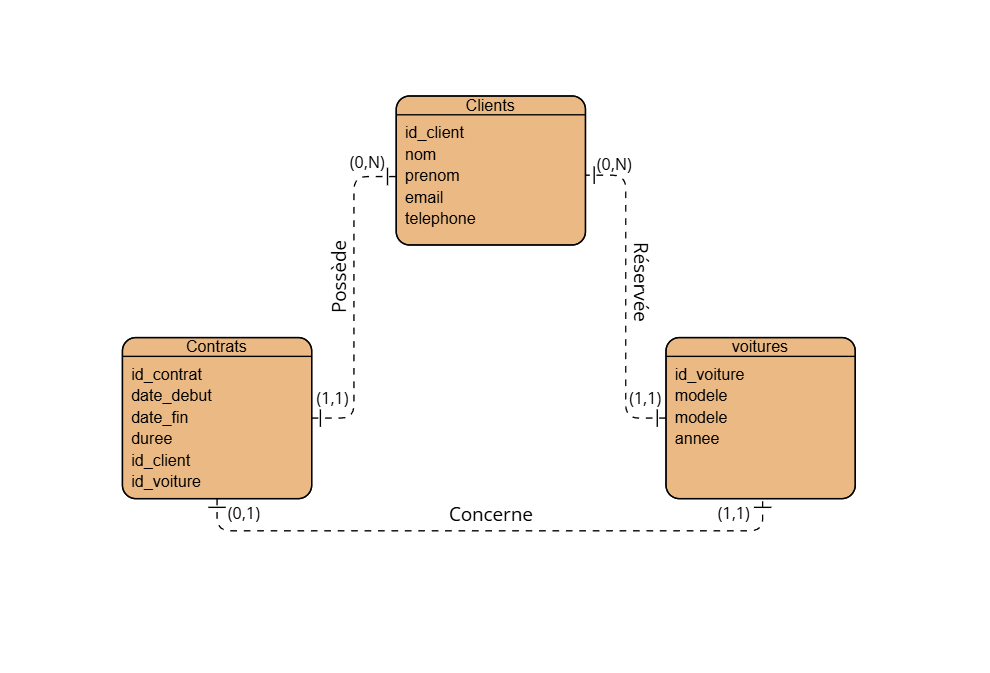 Clients
id_client
nom
prenom
email
telephone
(0,N)
(0,N)
Possède
Réservée
Contrats
id_contrat
date_debut
date_fin
duree
id_client
id_voiture
(1,1)
(1,1)
voitures
id_voiture
modele
modele
annee
(0,1)
Concerne
(1,1)